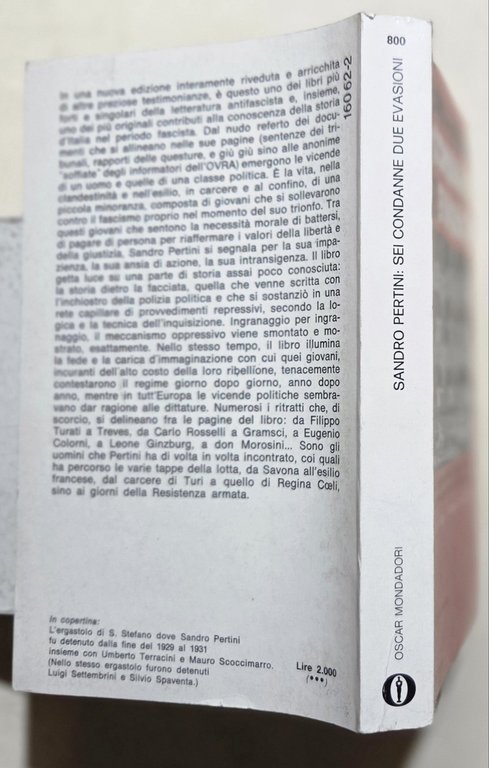 In una nuova edizione interamente riveduta e arricchita
di altre preziose testimonianze, è questo uno dei libri più
forti e singolari della letteratura antifascista e, insieme,
uno dei più originali contributi alla conoscenza della storia
d'Italia nel periodo fascista. Dal nudo referto dei docu-
menti che si allineano nelle sue pagine (sentenze dei tri-
bunali, rapporti delle questure, e giù giù sino alle anonime
"soffiate" degli informatori dell'OVRA) emergono le vicende
di un uomo e quelle di una classe politica. È la vita, nella
clandestinità e nell'esilio, in carcere e al confino, di una
piccola minoranza, composta di giovani che si sollevarono
contro il fascismo proprio nel momento del suo trionfo. Tra
questi giovani che sentono la necessità morale di battersi,
di pagare di persona per riaffermare i valori della libertà e
della giustizia, Sandro Pertini si segnala per la sua impa-
zienza, la sua ansia di azione, la sua intransigenza. Il libro
getta luce su una parte di storia assai poco conosciuta:
la storia dietro la facciata, quella che venne scritta con
l'inchiostro della polizia politica e che si sostanziò in una
rete capillare di provvedimenti repressivi, secondo la lo-
gica e la tecnica dell'inquisizione. Ingranaggio per ingra-
naggio, il meccanismo oppressivo viene smontato e mo-
strato, esattamente. Nello stesso tempo, il libro illumina
la fede e la carica d'immaginazione con cui quei giovani,
incuranti dell'alto costo della loro ribellione, tenacemente
contestarono il regime giorno dopo giorno, anno dopo
anno, mentre in tutt'Europa le vicende politiche sembra-
vano dar ragione alle dittature. Numerosi i ritratti che, di
scorcio, si delineano fra le pagine del libro: da Filippo
Turati a Treves, da Carlo Rosselli a Gramsci, a Eugenio
Colorni, a Leone Ginzburg, a don Morosini... Sono gli
uomini che Pertini ha di volta in volta incontrato, coi quali
ha percorso le varie tappe della lotta, da Savona all'esilio
francese, dal carcere di Turi a quello di Regina Cœli,
sino ai giorni della Resistenza armata.
16062-2
In copertina:
L'ergastolo di S. Stefano dove Sandro Pertini
fu detenuto dalla fine del 1929 al 1931
insieme con Umberto Terracini e Mauro Scoccimarro.
(Nello stesso ergastolo furono detenuti
Luigi Settembrini e Silvio Spaventa.)
Lire 2.000
(•••)
800
SANDRO PERTINI: SEI CONDANNE DUE EVASIONI
OSCAR MONDADORI